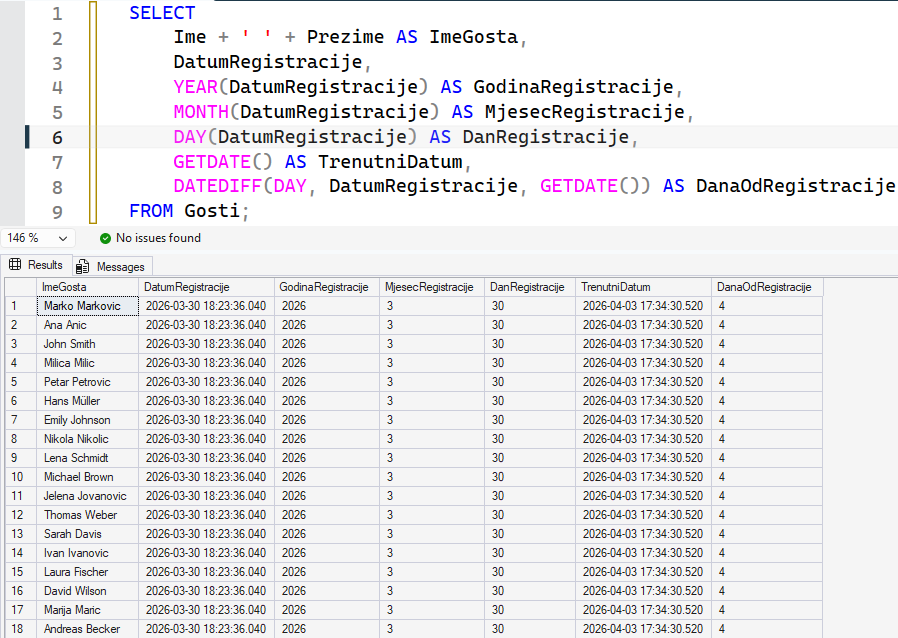 1 SELECT
2 Ime + ' ' + Prezime AS ImeGosta,
3 DatumRegistracije,
4 YEAR(DatumRegistracije) AS GodinaRegistracije,
5 MONTH(DatumRegistracije) AS MjesecRegistracije,
6 DAY(DatumRegistracije) AS DanRegistracije,
7 GETDATE() AS TrenutniDatum,
8 DATEDIFF(DAY, DatumRegistracije, GETDATE()) AS DanaOdRegistracije
9 FROM Gosti;
146 % No issues found
Results Messages
ImeGosta DatumRegistracije GodinaRegistracije MjesecRegistracije DanRegistracije TrenutniDatum DanaOdRegistracije
1 Marko Markovic 2026-03-30 18:23:36.040 2026 3 30 2026-04-03 17:34:30.520 4
2 Ana Anic 2026-03-30 18:23:36.040 2026 3 30 2026-04-03 17:34:30.520 4
3 John Smith 2026-03-30 18:23:36.040 2026 3 30 2026-04-03 17:34:30.520 4
4 Milica Milic 2026-03-30 18:23:36.040 2026 3 30 2026-04-03 17:34:30.520 4
5 Petar Petrovic 2026-03-30 18:23:36.040 2026 3 30 2026-04-03 17:34:30.520 4
6 Hans Müller 2026-03-30 18:23:36.040 2026 3 30 2026-04-03 17:34:30.520 4
7 Emily Johnson 2026-03-30 18:23:36.040 2026 3 30 2026-04-03 17:34:30.520 4
8 Nikola Nikolic 2026-03-30 18:23:36.040 2026 3 30 2026-04-03 17:34:30.520 4
9 Lena Schmidt 2026-03-30 18:23:36.040 2026 3 30 2026-04-03 17:34:30.520 4
10 Michael Brown 2026-03-30 18:23:36.040 2026 3 30 2026-04-03 17:34:30.520 4
11 Jelena Jovanovic 2026-03-30 18:23:36.040 2026 3 30 2026-04-03 17:34:30.520 4
12 Thomas Weber 2026-03-30 18:23:36.040 2026 3 30 2026-04-03 17:34:30.520 4
13 Sarah Davis 2026-03-30 18:23:36.040 2026 3 30 2026-04-03 17:34:30.520 4
14 Ivan Ivanovic 2026-03-30 18:23:36.040 2026 3 30 2026-04-03 17:34:30.520 4
15 Laura Fischer 2026-03-30 18:23:36.040 2026 3 30 2026-04-03 17:34:30.520 4
16 David Wilson 2026-03-30 18:23:36.040 2026 3 30 2026-04-03 17:34:30.520 4
17 Marija Maric 2026-03-30 18:23:36.040 2026 3 30 2026-04-03 17:34:30.520 4
18 Andreas Becker 2026-03-30 18:23:36.040 2026 3 30 2026-04-03 17:34:30.520 4